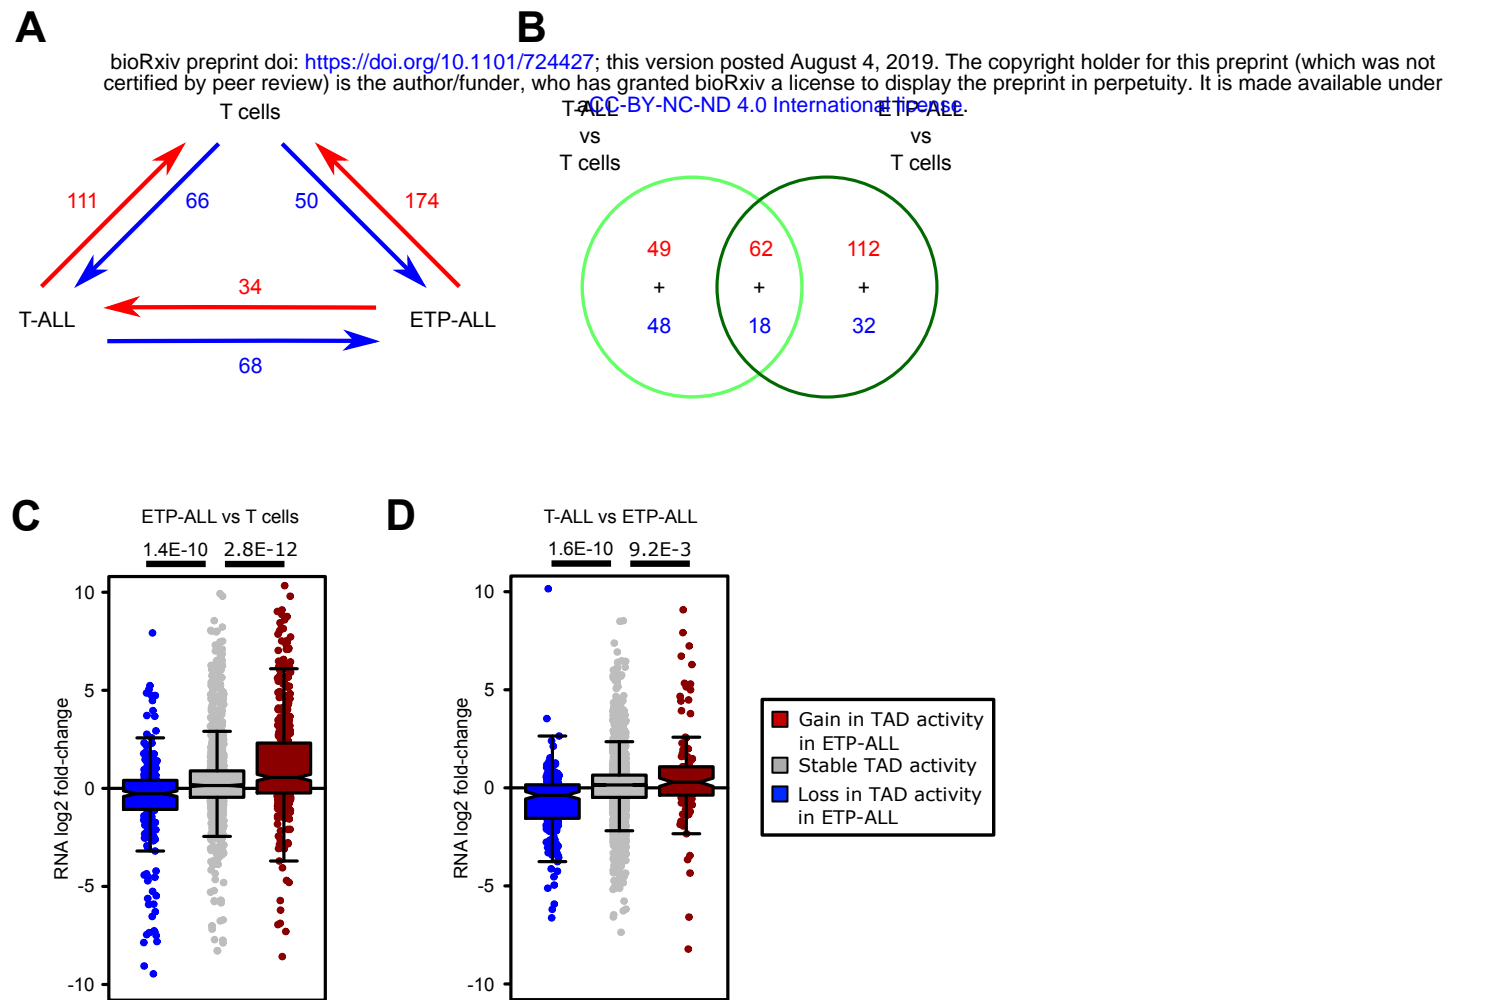 A
B
bioRxiv preprint doi: https://doi.org/10.1101/724427; this version posted August 4, 2019. The copyright holder for this preprint (which was not
certified by peer review) is the author/funder, who has granted bioRxiv a license to display the preprint in perpetuity. It is made available under
aCC-BY-NC-ND 4.0 International license.
T cells
111
66
50
174
34
T-ALL
ETP-ALL
68
T-ALL
vs
T cells
ETP-ALL
vs
T cells
49
62
112
+
+
+
48
18
32
C
ETP-ALL vs T cells
1.4E-10
2.8E-12
10
5
0
-5
-10
RNA log2 fold-change
D
T-ALL vs ETP-ALL
1.6E-10
9.2E-3
10
5
0
-5
-10
RNA log2 fold-change
Gain in TAD activity
in ETP-ALL
Stable TAD activity
Loss in TAD activity
in ETP-ALL